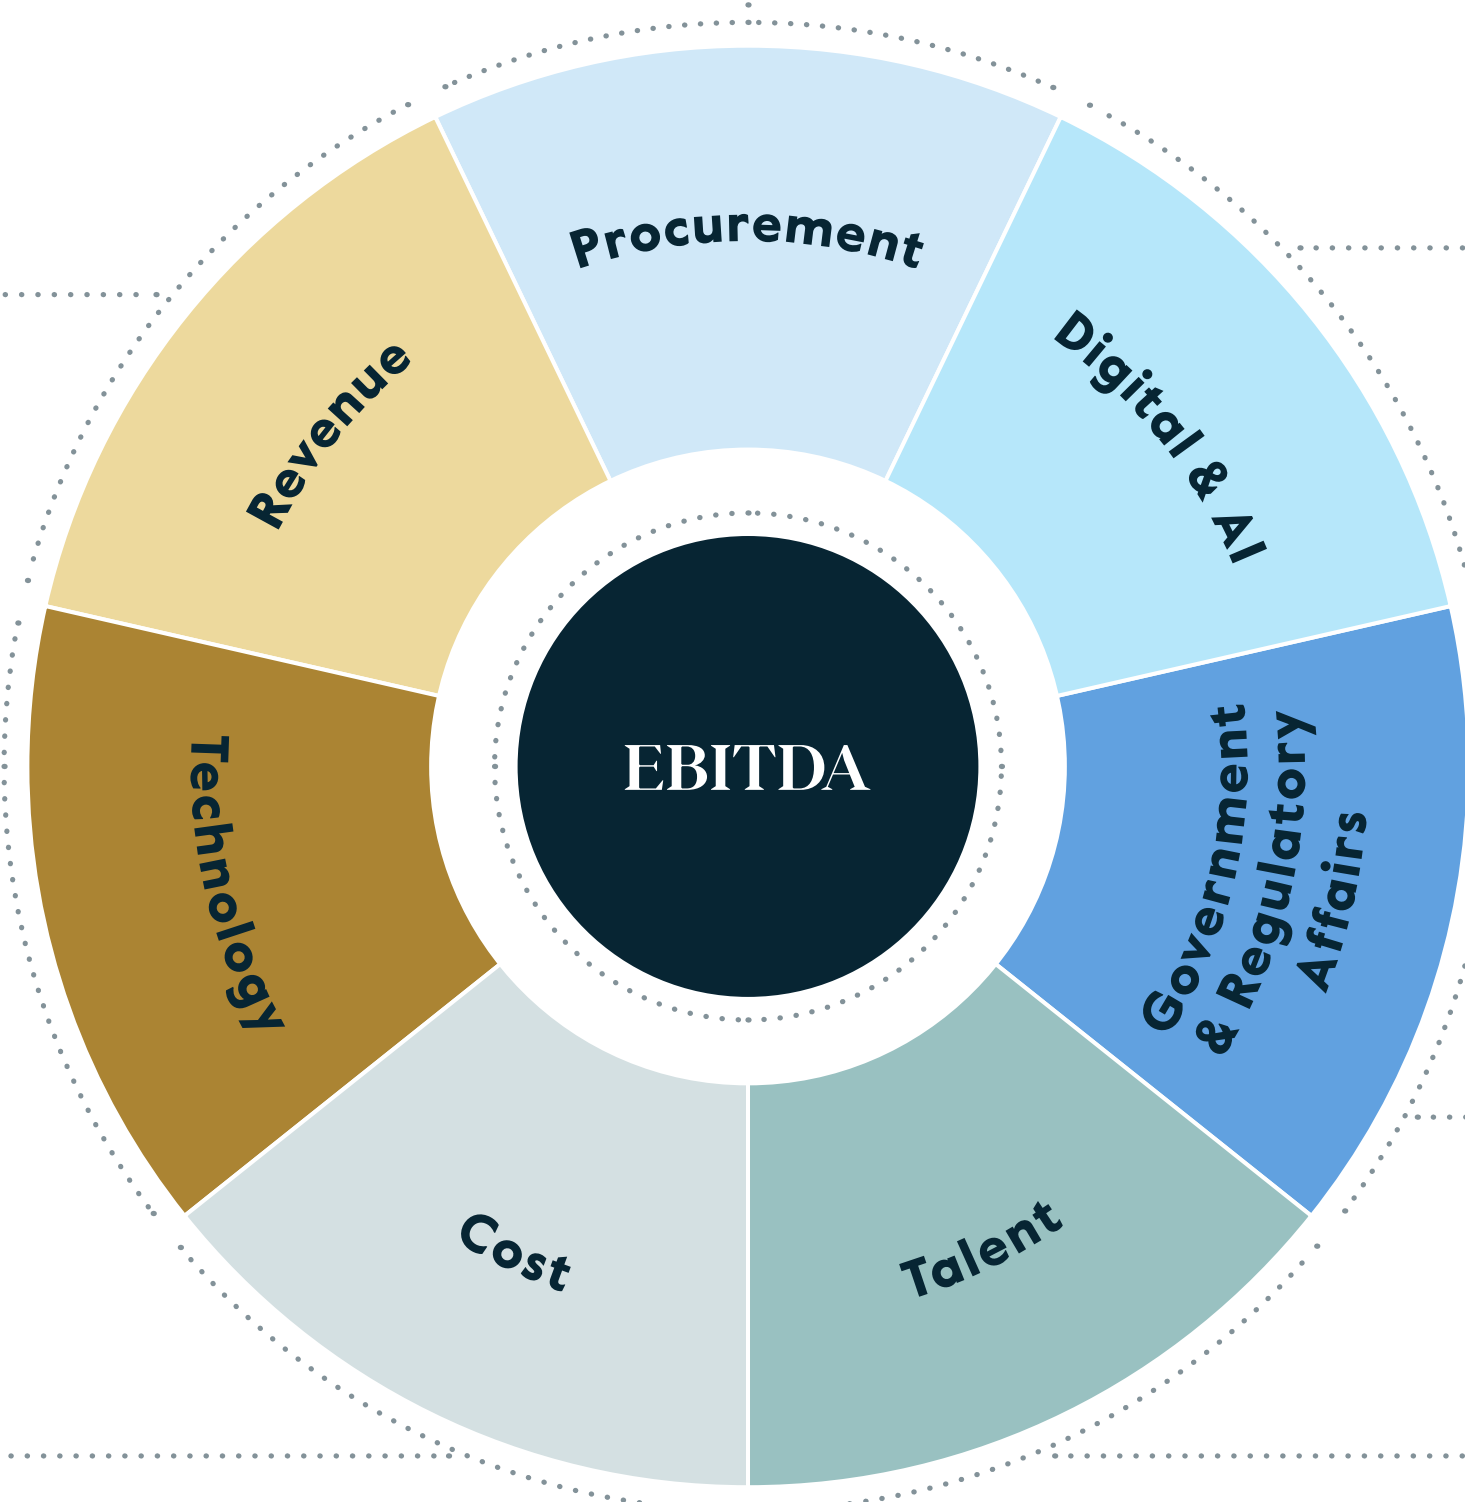 Procurement
Digital & AI
Government
& Regulatory
Affairs
Talent
Cost
Technology
Revenue
EBITDA